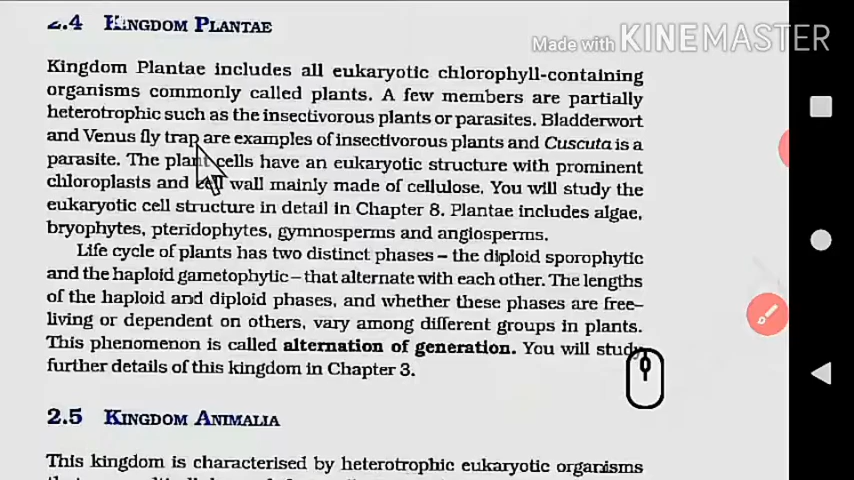 2.4 KINGDOM PLANTAE
Made with KINEMASTER
Kingdom Plantae includes all eukaryotic chlorophyll-containing
organisms commonly called plants. A few members are partially
heterotrophic such as the insectivorous plants or parasites. Bladderwort
and Venus fly trap are examples of insectivorous plants and Cuscuta is a
parasite. The plant cells have an eukaryotic structure with prominent
chloroplasts and cell wall mainly made of cellulose. You will study the
eukaryotic cell structure in detail in Chapter 8. Plantae includes algae,
bryophytes, pteridophytes, gymnosperms and angiosperms.
Life cycle of plants has two distinct phases – the diploid sporophytic
and the haploid gametophytic – that alternate with each other. The lengths
of the haploid and diploid phases, and whether these phases are free–
living or dependent on others, vary among different groups in plants.
This phenomenon is called alternation of generation. You will study
further details of this kingdom in Chapter 3.
2.5 KINGDOM ANIMALIA
This kingdom is characterised by heterotrophic eukaryotic organisms